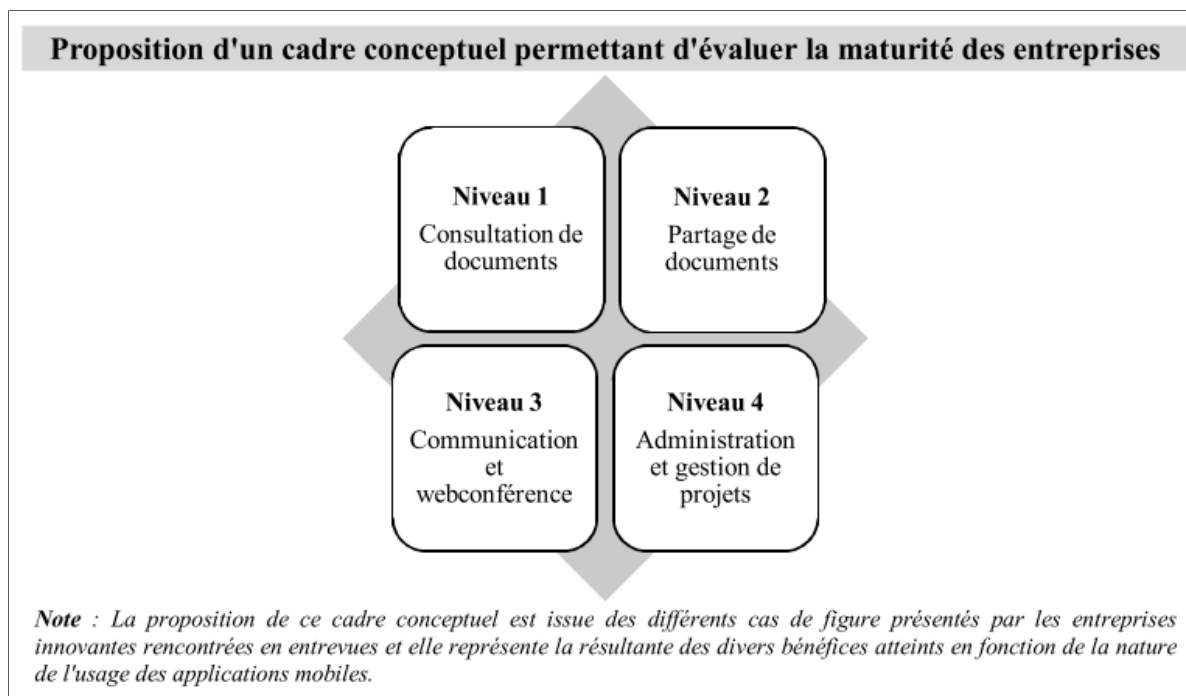 Proposition d'un cadre conceptuel permettant d'évaluer la maturité des entreprises
Niveau 1
Consultation de
documents
Niveau 2
Partage de
documents
Niveau 3
Communication
et
webconférence
Niveau 4
Administration
et gestion de
projets
Note : La proposition de ce cadre conceptuel est issue des différents cas de figure présentés par les entreprises
innovantes rencontrées en entrevues et elle représente la résultante des divers bénéfices atteints en fonction de la nature
de l'usage des applications mobiles.